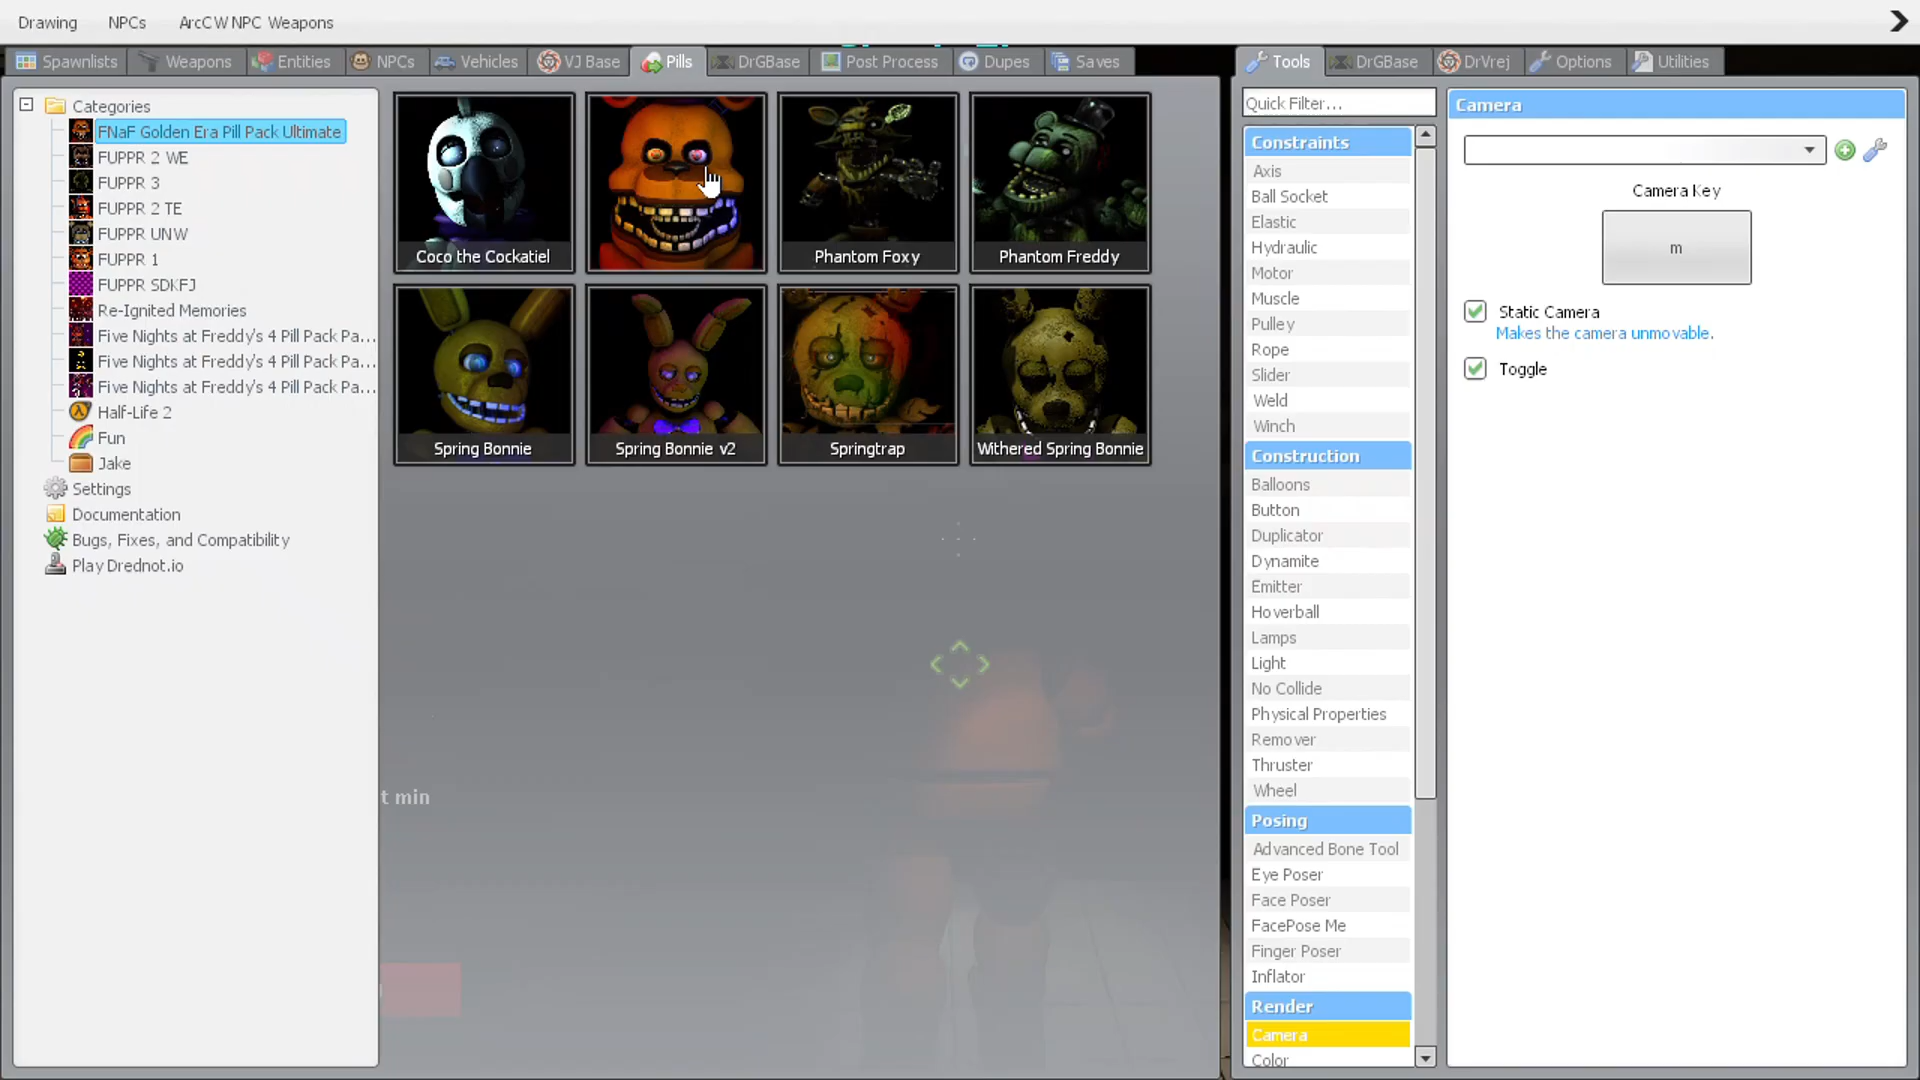 Drawing NPCs ArcCW NPC Weapons
Spawnlists Weapons Entities NPCs Vehicles VJ Base Pills DrGBase Post Process Dupes Saves
Categories
FNaF Golden Era Pill Pack Ultimate
FUPPR 2 WE
FUPPR 3
FUPPR 2 TE
FUPPR UNW
FUPPR 1
FUPPR SDKFJ
Re-Ignited Memories
Five Nights at Freddy's 4 Pill Pack Pa...
Five Nights at Freddy's 4 Pill Pack Pa...
Five Nights at Freddy's 4 Pill Pack Pa...
Half-Life 2
Fun
Jake
Settings
Documentation
Bugs, Fixes, and Compatibility
Play Drednot.io
Coco the Cockatiel
Phantom Foxy
Phantom Freddy
Spring Bonnie
Spring Bonnie v2
Springtrap
Withered Spring Bonnie
t min
Tools DrGBase DrVrej Options Utilities
Quick Filter...
Constraints
Axis
Ball Socket
Elastic
Hydraulic
Motor
Muscle
Pulley
Rope
Slider
Weld
Winch
Construction
Balloons
Button
Duplicator
Dynamite
Emitter
Hoverball
Lamps
Light
No Collide
Physical Properties
Remover
Thruster
Wheel
Posing
Advanced Bone Tool
Eye Poser
Face Poser
FacePose Me
Finger Poser
Inflator
Render
Camera
Color
Camera
Camera Key
m
Static Camera
Makes the camera unmovable.
Toggle